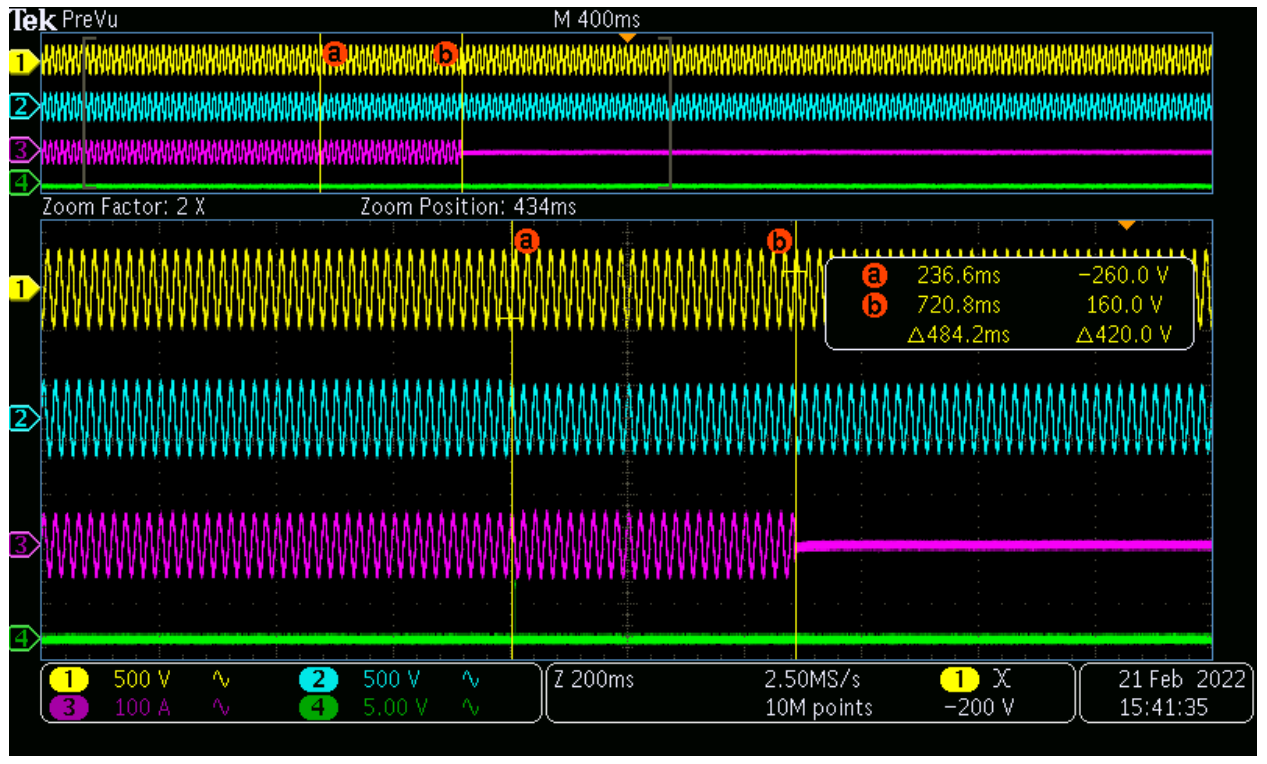 Tek PreVu M 400ms
a b
1
2
3
4
Zoom Factor: 2 X Zoom Position: 434ms
a b
1
a 236.6ms −260.0 V
b 720.8ms 160.0 V
△484.2ms △420.0 V
2
3
4
1 500 V 2 500 V Z 200ms 2.50MS/s 1 -200 V 21 Feb 2022
3 100 A 4 5.00 V 10M points 15:41:35